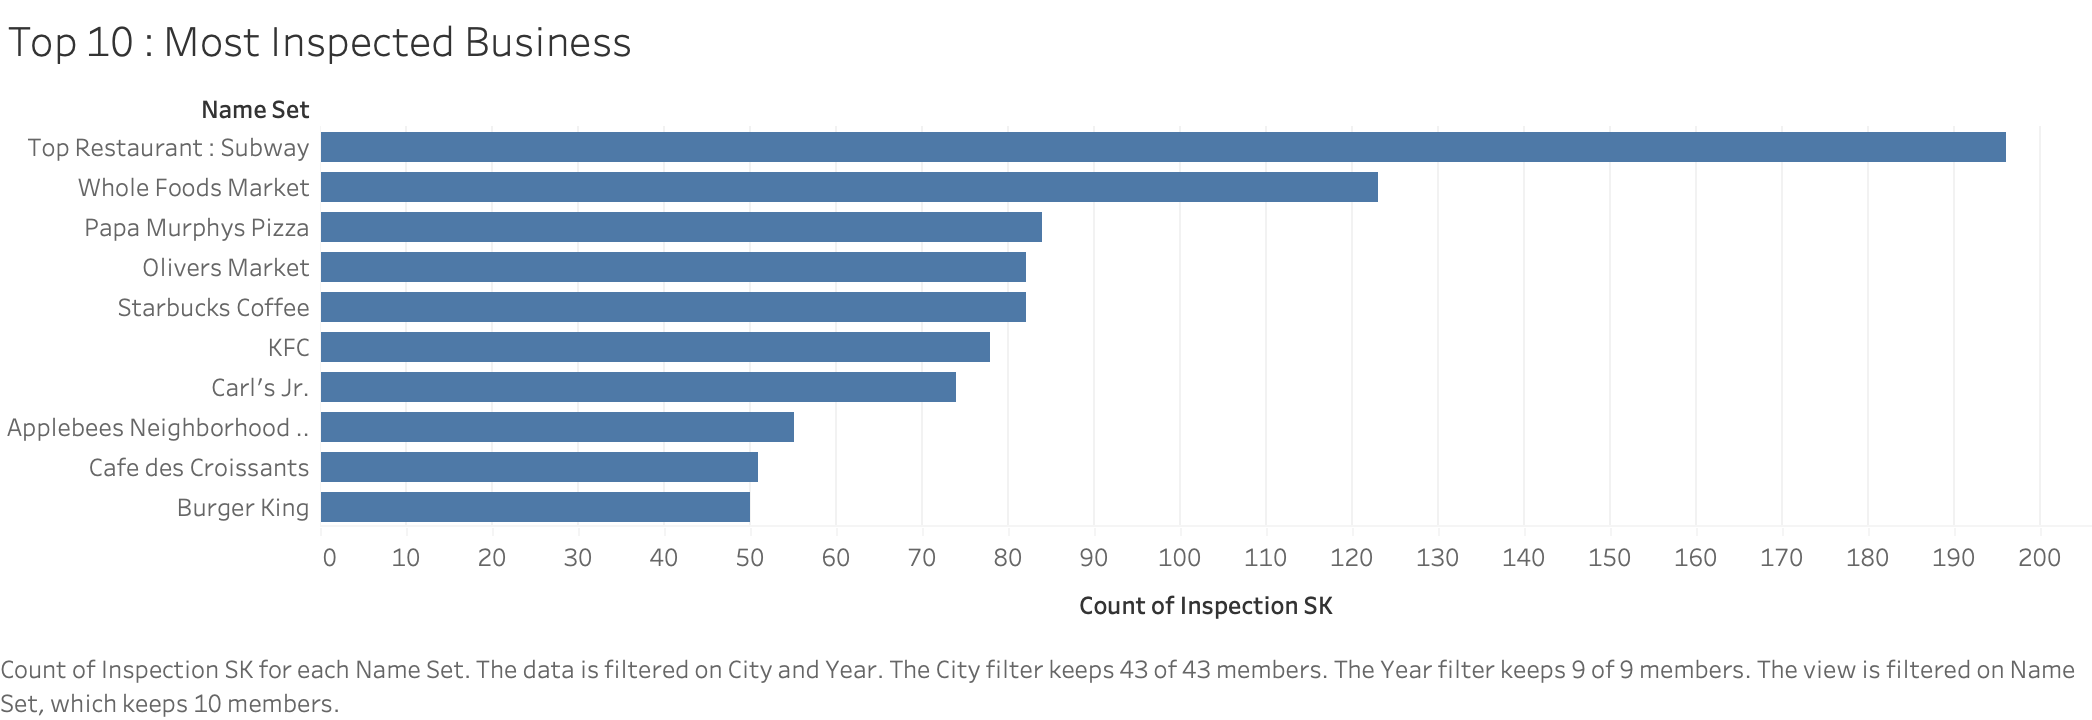 Top 10 : Most Inspected Business
Name Set
Top Restaurant : Subway
Whole Foods Market
Papa Murphys Pizza
Olivers Market
Starbucks Coffee
KFC
Carl’s Jr.
Applebees Neighborhood ..
Cafe des Croissants
Burger King
0 10 20 30 40 50 60 70 80 90 100 110 120 130 140 150 160 170 180 190 200
Count of Inspection SK
Count of Inspection SK for each Name Set. The data is filtered on City and Year. The City filter keeps 43 of 43 members. The Year filter keeps 9 of 9 members. The view is filtered on Name
Set, which keeps 10 members.